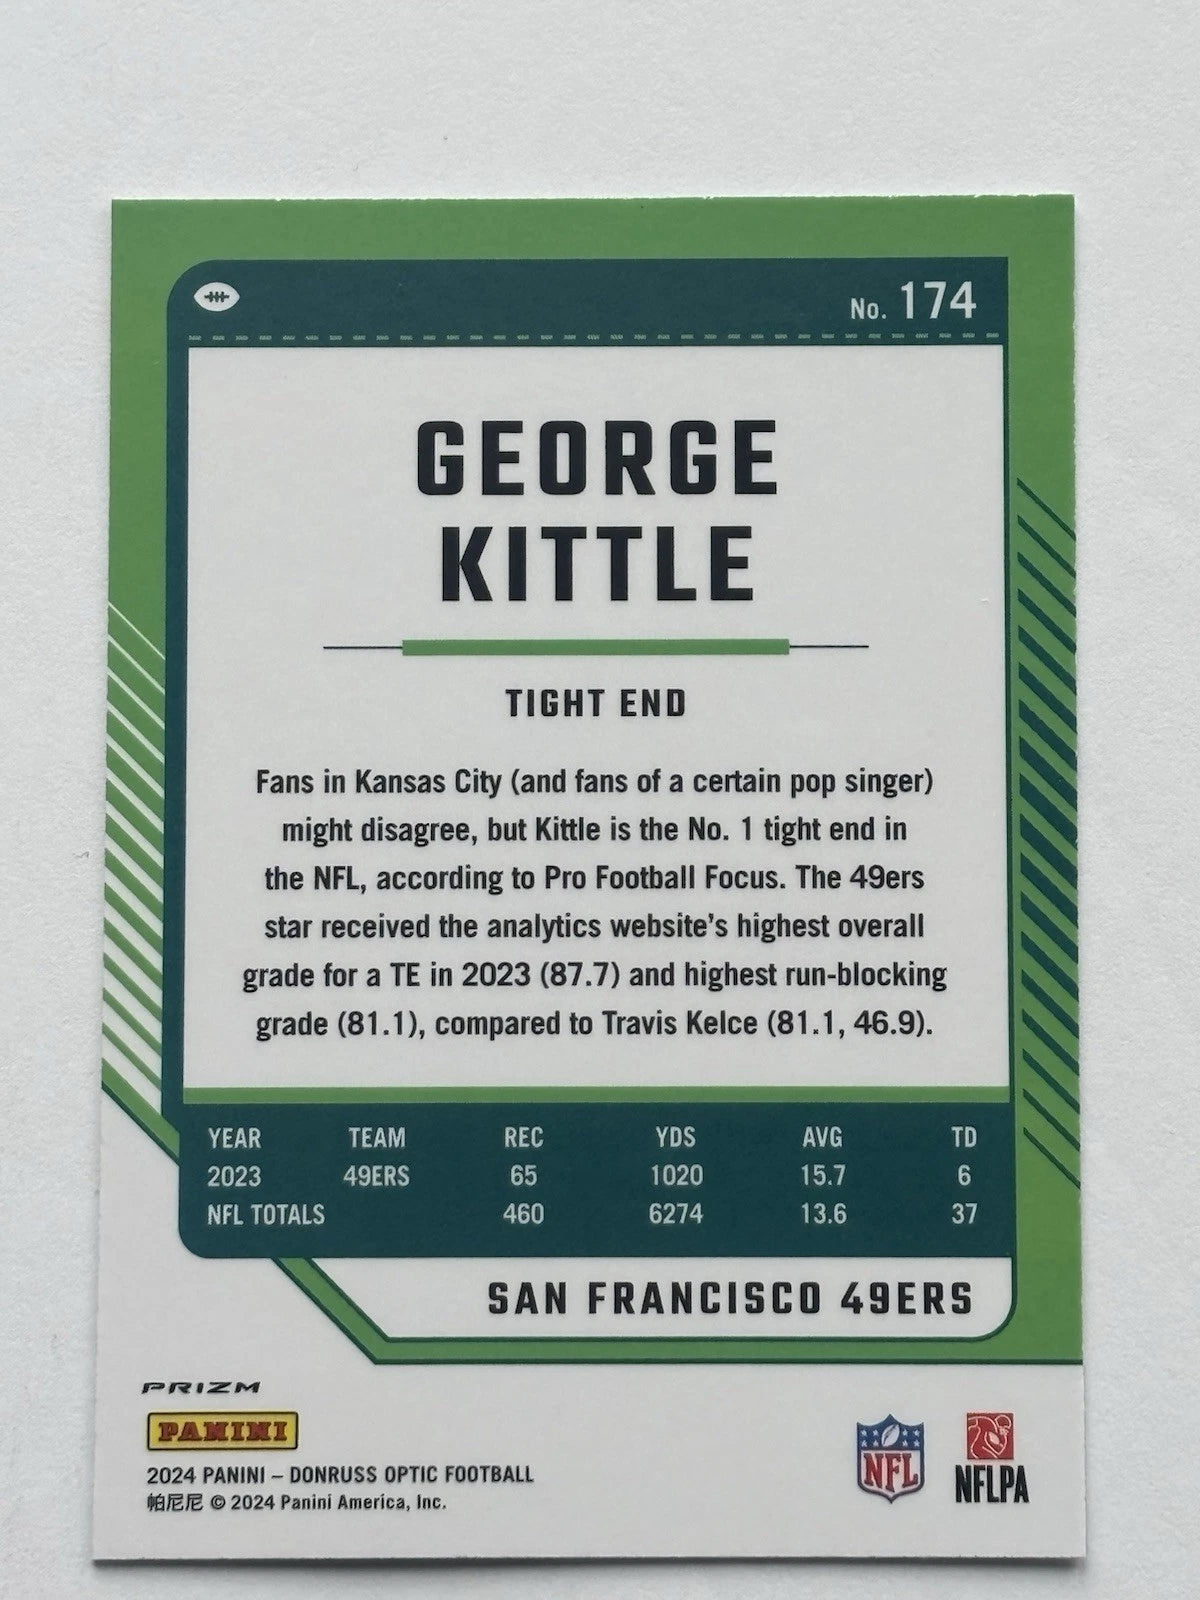 No. 174
GEORGE
KITTLE
TIGHT END
Fans in Kansas City (and fans of a certain pop singer)
might disagree, but Kittle is the No. 1 tight end in
the NFL, according to Pro Football Focus. The 49ers
star received the analytics website's highest overall
grade for a TE in 2023 (87.7) and highest run-blocking
grade (81.1), compared to Travis Kelce (81.1, 46.9).
YEAR TEAM REC YDS AVG TD
2023 49ERS 65 1020 15.7 6
NFL TOTALS 460 6274 13.6 37
SAN FRANCISCO 49ERS
PRIZM
PANINI
2024 PANINI – DONRUSS OPTIC FOOTBALL
帕尼尼 © 2024 Panini America, Inc.
NFL
NFLPA